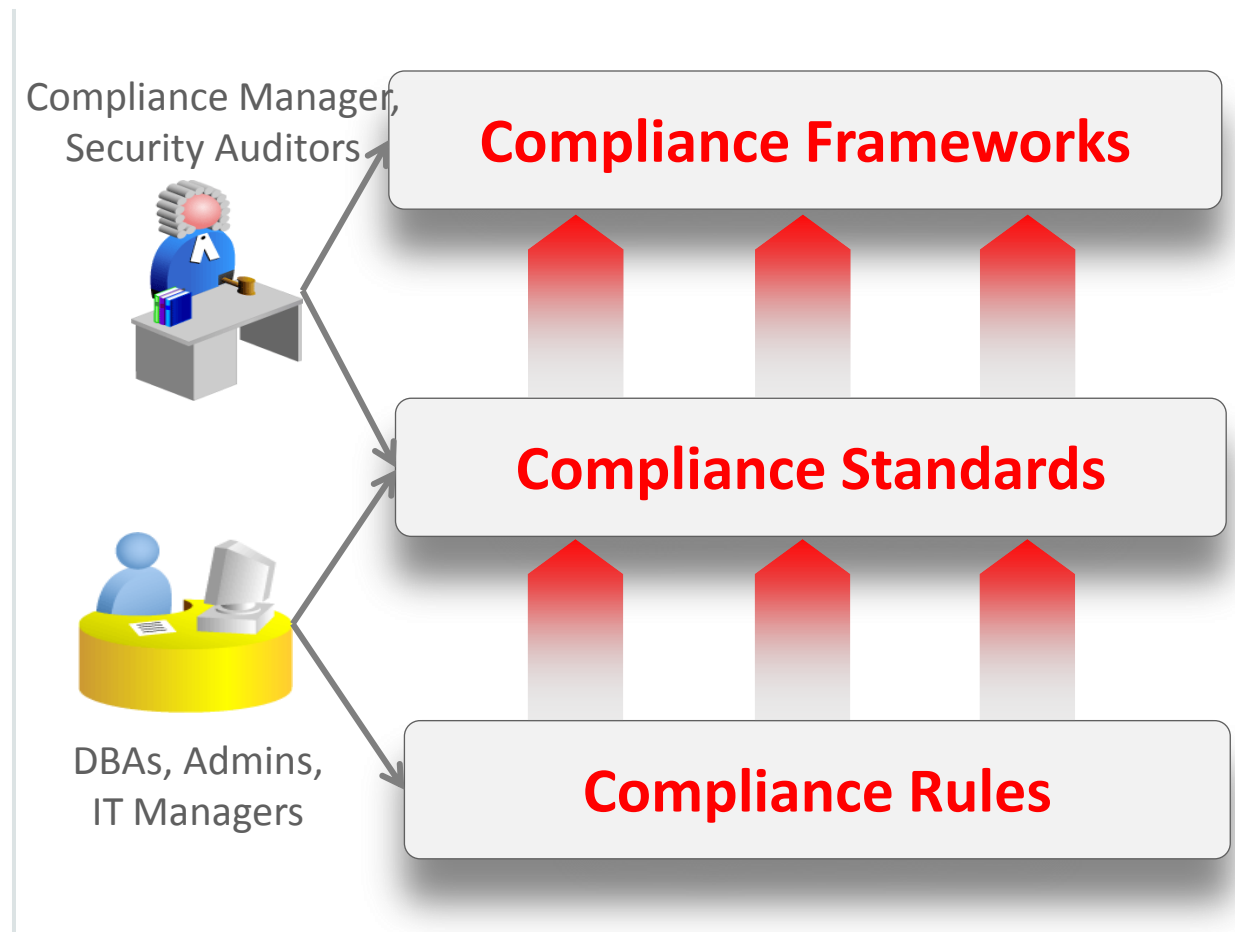 Compliance Manager,
Security Auditors
Compliance Frameworks
Compliance Standards
DBAs, Admins,
IT Managers
Compliance Rules